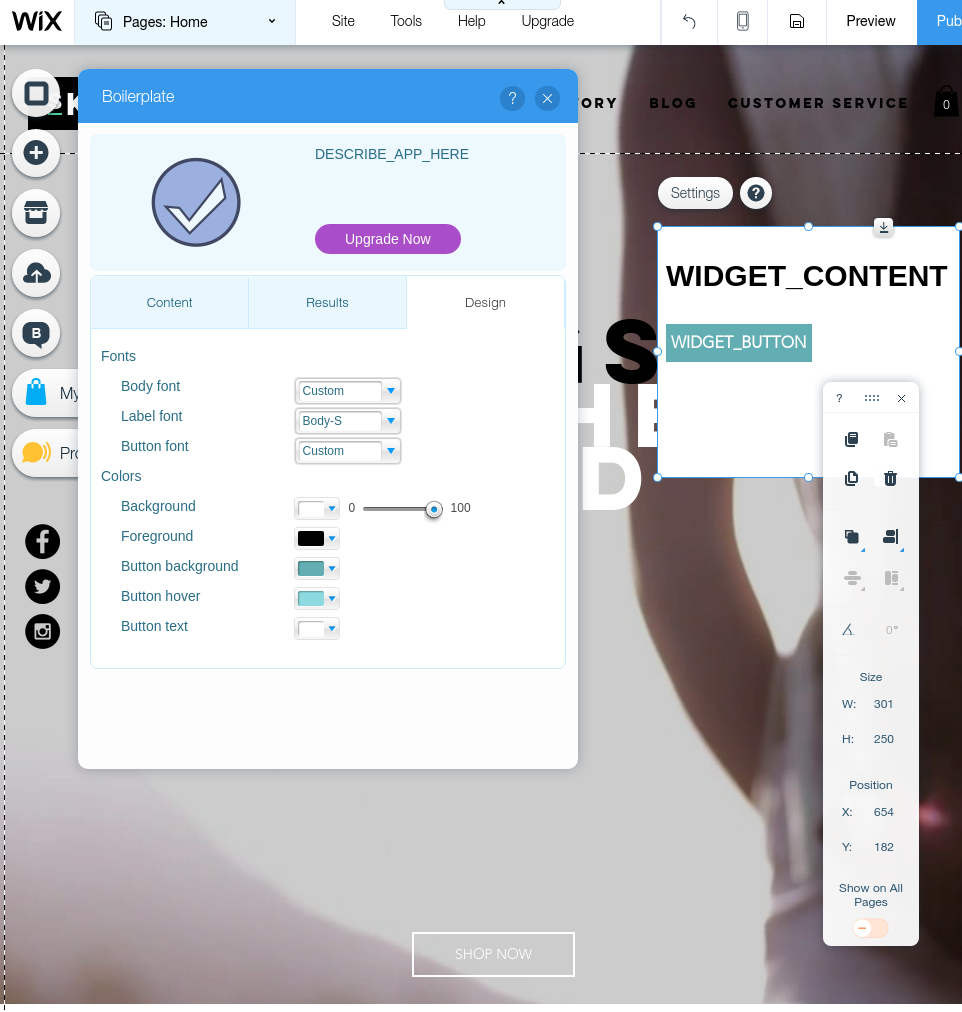 WiX
Pages: Home
Site
Tools
Help
Upgrade
Preview
Pub
SK
ORY
BLOG
CUSTOMER SERVICE
0
Boilerplate
?
DESCRIBE_APP_HERE
Upgrade Now
Content
Results
Design
Fonts
Body font
Custom
Label font
Body-S
Button font
Custom
Colors
Background
0
100
Foreground
Button background
Button hover
Button text
B
My
Pro
Settings
?
WIDGET_CONTENT
WIDGET_BUTTON
S
HE
D
?
0°
Size
W: 301
H: 250
Position
X: 654
Y: 182
Show on All
Pages
SHOP NOW